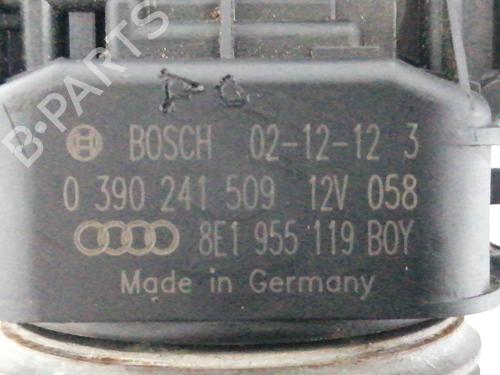 B-PARTS
P G
BOSCH 02-12-12 3
0 390 241 509 12V 058
8E1 955 119 BOY
Made in Germany